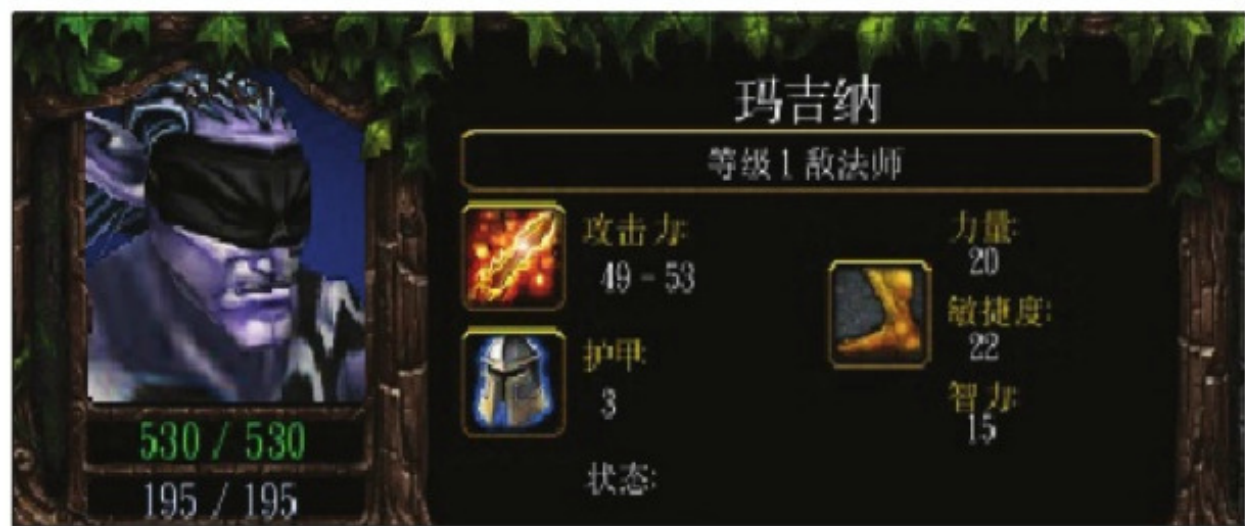 玛吉纳
等级 1 敌法师
攻击力:
49 - 53
护甲:
3
状态:
力量:
20
敏捷度:
22
智力:
15
530 / 530
195 / 195